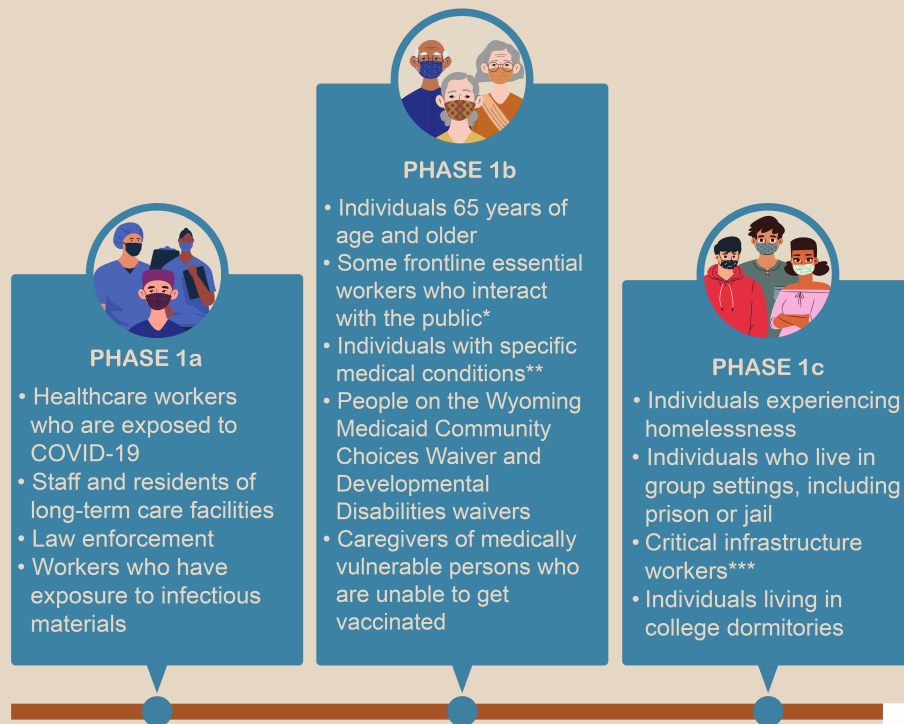 PHASE 1a
• Healthcare workers
who are exposed to
COVID-19
• Staff and residents of
long-term care facilities
• Law enforcement
• Workers who have
exposure to infectious
materials
PHASE 1b
• Individuals 65 years of
age and older
• Some frontline essential
workers who interact
with the public*
• Individuals with specific
medical conditions**
• People on the Wyoming
Medicaid Community
Choices Waiver and
Developmental
Disabilities waivers
• Caregivers of medically
vulnerable persons who
are unable to get
vaccinated
PHASE 1c
• Individuals experiencing
homelessness
• Individuals who live in
group settings, including
prison or jail
• Critical infrastructure
workers***
• Individuals living in
college dormitories